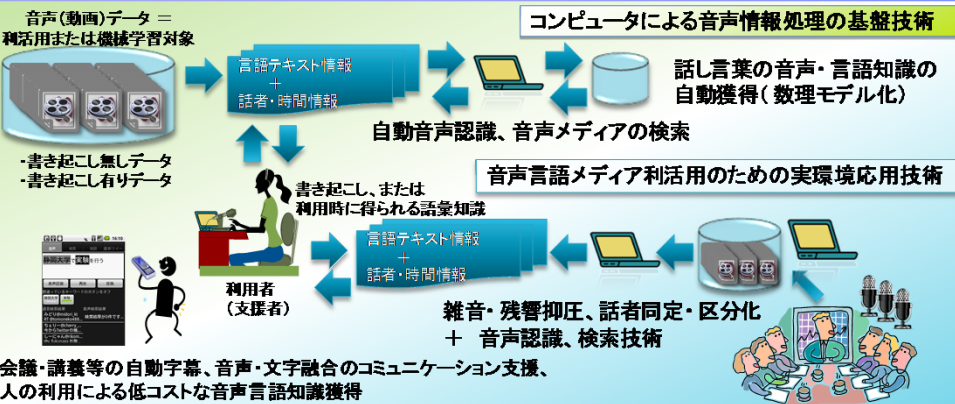 音声(動画)データ =
利活用または機械学習対象
コンピュータによる音声情報処理の基盤技術
言語テキスト情報
+
話者・時間情報
話し言葉の音声・言語知識の
自動獲得(数理モデル化)
自動音声認識、音声メディアの検索
・書き起こし無しデータ
・書き起こし有りデータ
音声言語メディア利活用のための実環境応用技術
書き起こし、または
利用時に得られる語彙知識
言語テキスト情報
+
話者・時間情報
静岡大学で実験を行う
利用者
(支援者)
雑音・残響抑圧、話者同定・区分化
+ 音声認識、検索技術
会議・講義等の自動字幕、音声・文字融合のコミュニケーション支援、
人の利用による低コストな音声言語知識獲得